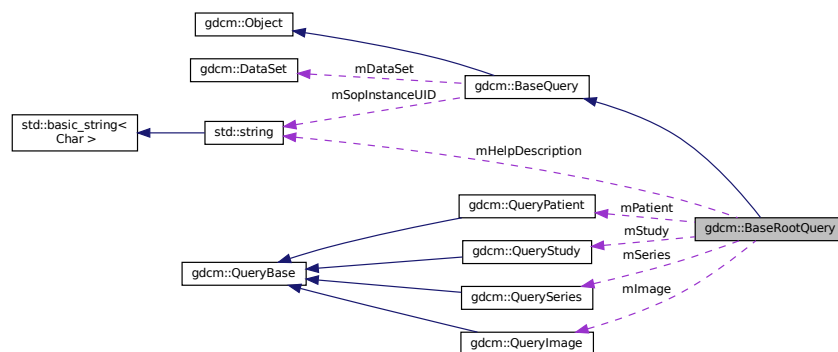 gdcm::Object
gdcm::DataSet
mDataSet
gdcm::BaseQuery
mSopInstanceUID
std::basic_string<
Char >
std::string
mHelpDescription
gdcm::QueryPatient
mPatient
gdcm::BaseRootQuery
mStudy
gdcm::QueryStudy
mSeries
gdcm::QueryBase
mImage
gdcm::QuerySeries
gdcm::QueryImage